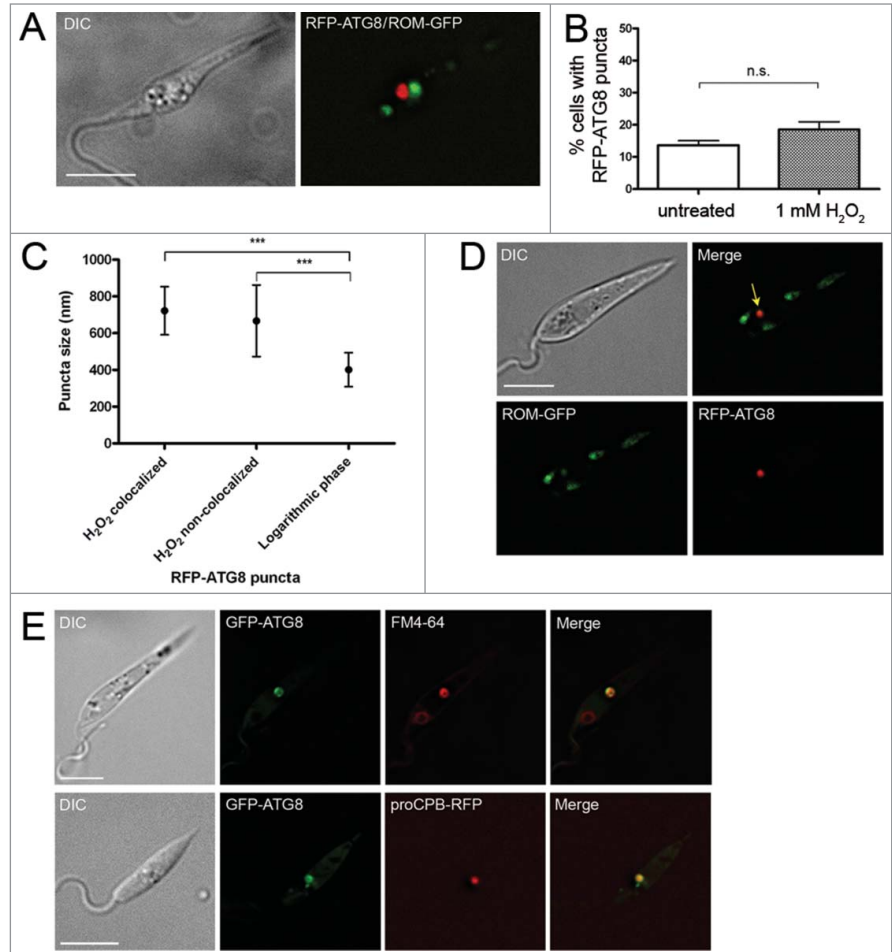 A
DIC
RFP-ATG8/ROM-GFP
B
% cells with
RFP-ATG8 puncta
50
40
30
20
10
0
n.s.
untreated
1 mM H₂O₂
C
Puncta size (nm)
1000
800
600
400
200
0
***
***
H₂O₂ colocalized
H₂O₂ non-colocalized
Logarithmic phase
RFP-ATG8 puncta
D
DIC
Merge
ROM-GFP
RFP-ATG8
E
DIC
GFP-ATG8
FM4-64
Merge
DIC
GFP-ATG8
proCPB-RFP
Merge